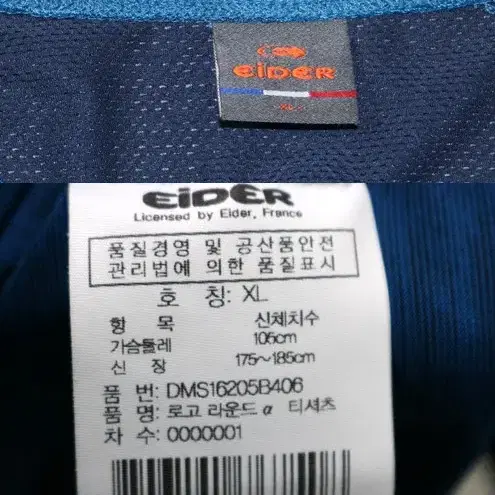 EiDER
XL
EiDER
Licensed by Eider, France
품질경영 및 공산품안전
관리법에 의한 품질표시
호 칭: XL
항 목 신체치수
가슴둘레 105cm
신 장 175~185cm
품 번: DMS16205B406
품 명: 로고 라운드 α 티셔츠
차 수: 0000001